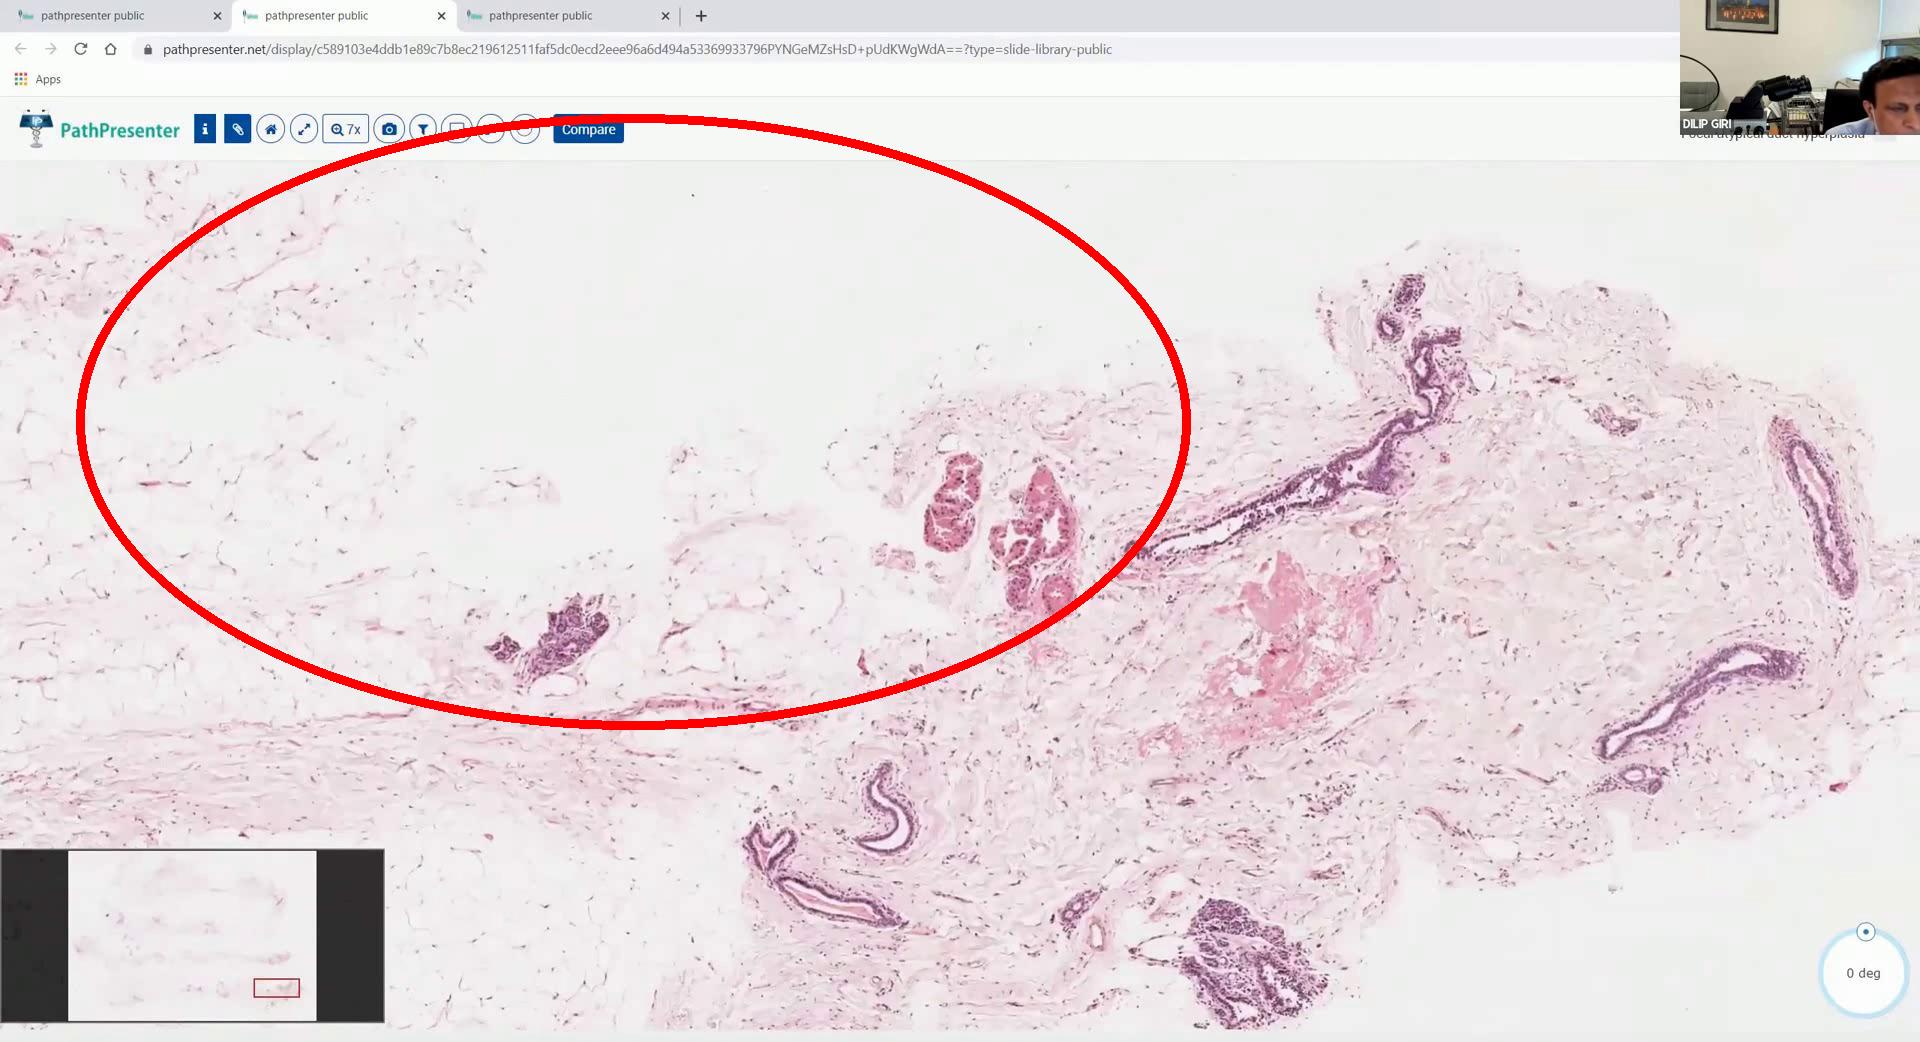 pathpresenter public
pathpresenter public
pathpresenter public
pathpresenter.net/display/c589103e4ddb1e89c7b8ec219612511faf5dc0ecd2eee96a6d494a53369933796PYNGeMZsHsD+pUdKWgWdA==?type=slide-library-public
Apps
PathPresenter
7x
Compare
DILIP GIRI
Focal atypical duct hyperplasia
0 deg